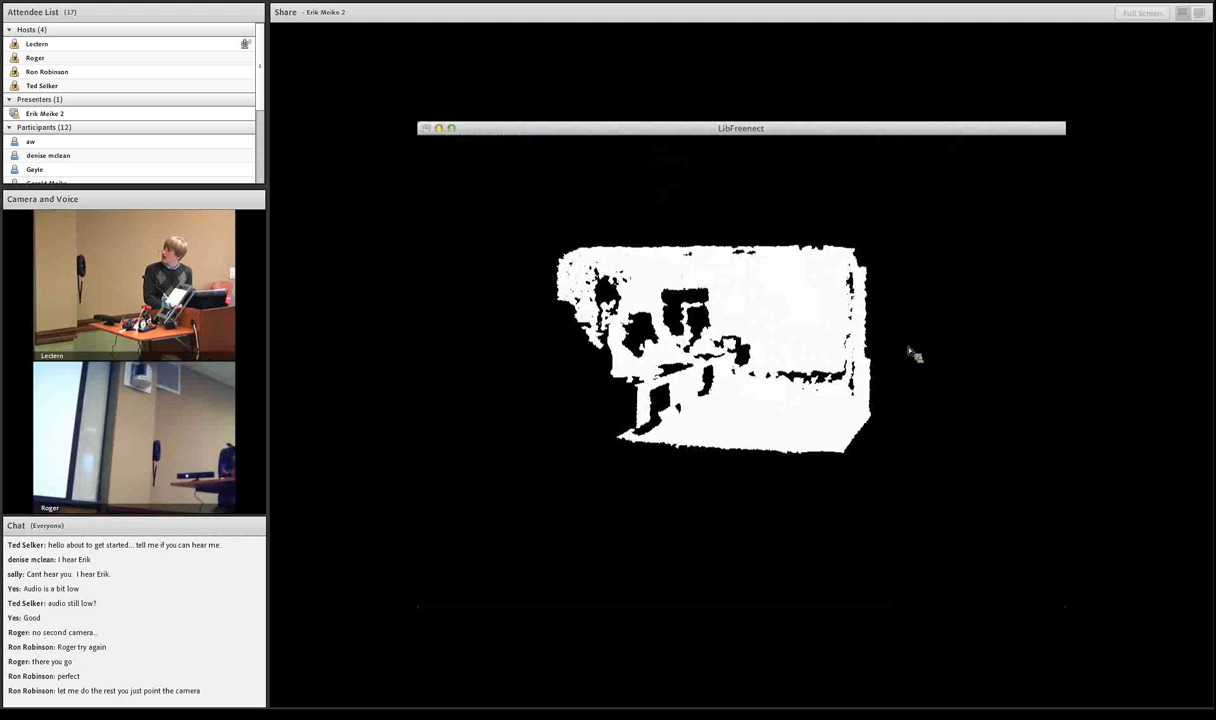 Attendee List (17)
Hosts (4)
Lectern
Roger
Ron Robinson
Ted Selker
Presenters (1)
Erik Meike 2
Participants (12)
aw
denise mclean
Gayle
Share - Erik Meike 2
Full Screen
LibFreenect
Camera and Voice
Lectern
Roger
Chat (Everyone)
Ted Selker: hello about to get started... tell me if you can hear me.
denise mclean: I hear Erik
sally: Cant hear you. I hear Erik.
Yes: Audio is a bit low
Ted Selker: audio still low?
Yes: Good
Roger: no second camera...
Ron Robinson: Roger try again
Roger: there you go
Ron Robinson: perfect
Ron Robinson: let me do the rest you just point the camera